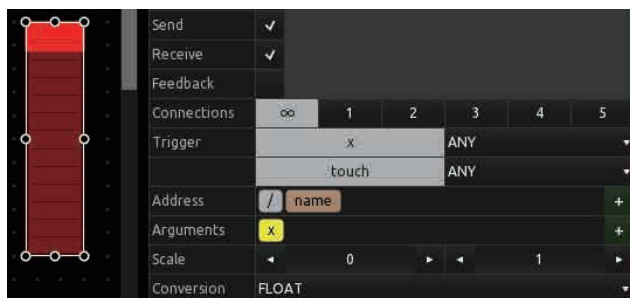 Send ✓
Receive ✓
Feedback
Connections ∞ 1 2 3 4 5
Trigger x ANY
touch ANY
Address / name +
Arguments x +
Scale 0 1
Conversion FLOAT